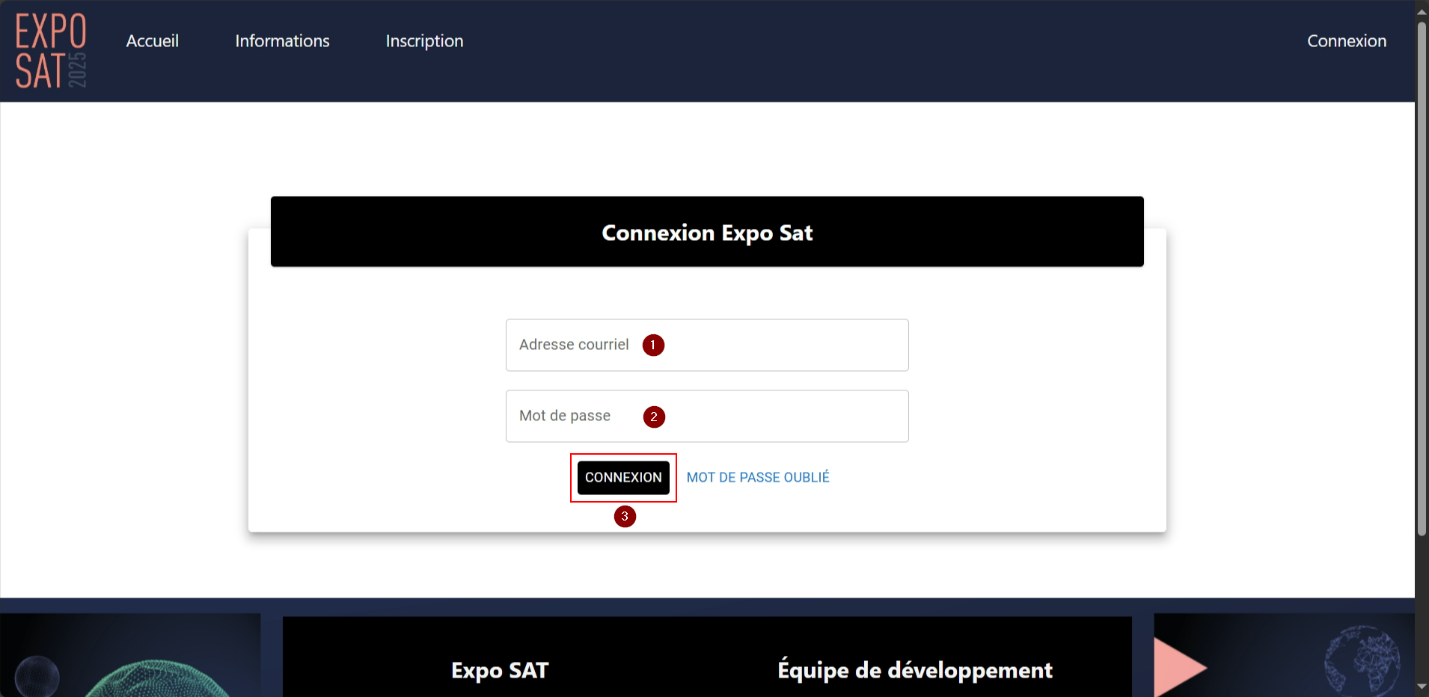 EXPO
SAT 2025
Accueil
Informations
Inscription
Connexion
Connexion Expo Sat
Adresse courriel 1
Mot de passe 2
CONNEXION MOT DE PASSE OUBLIÉ
3
Expo SAT
Équipe de développement